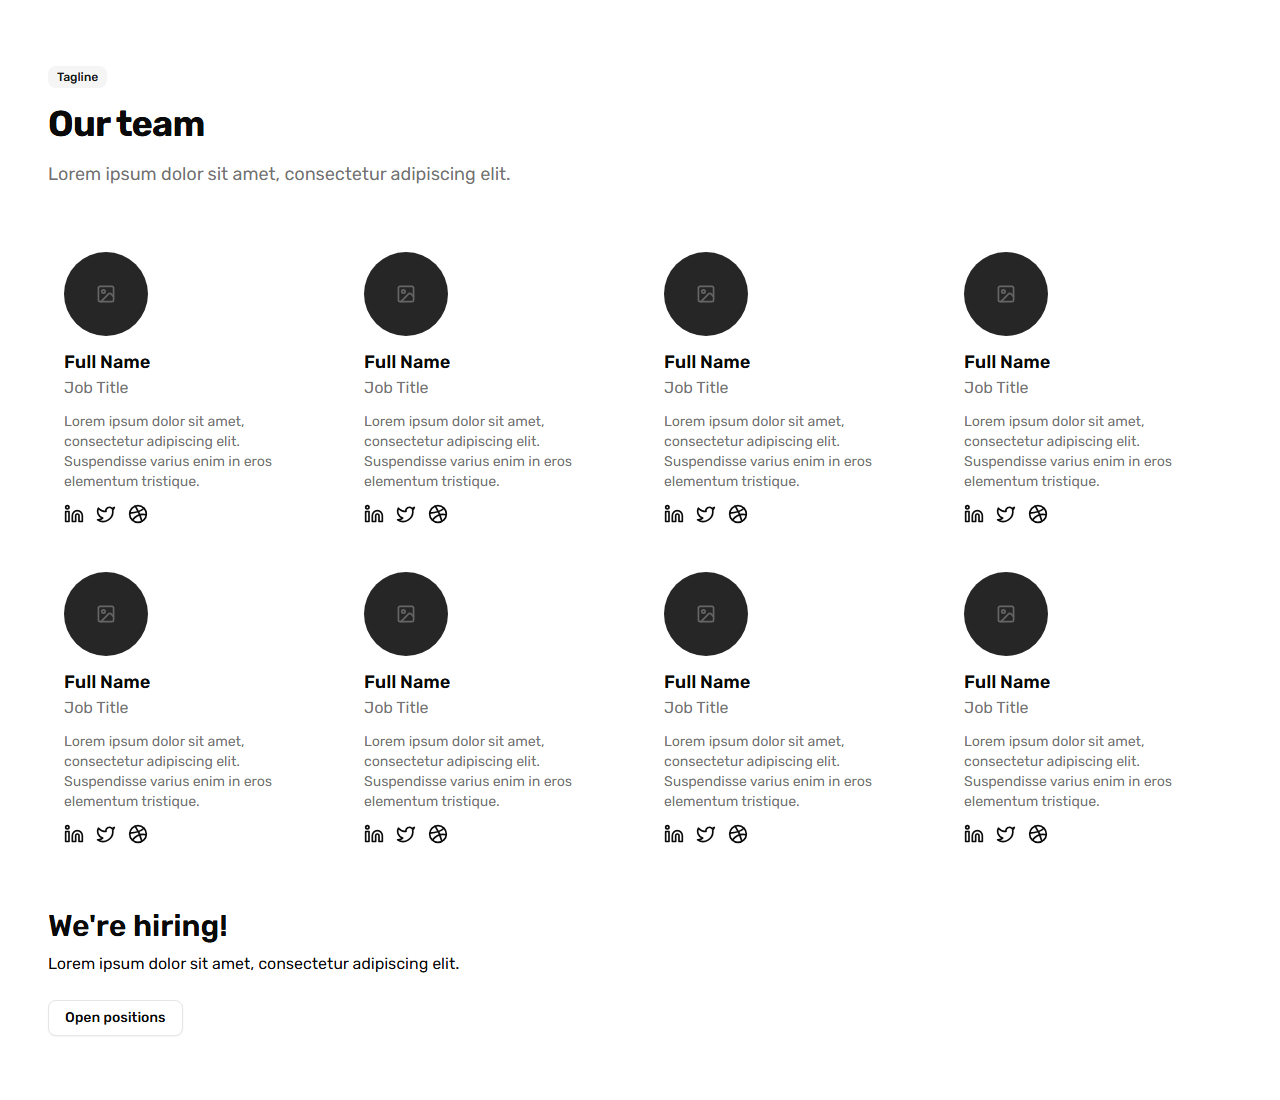 Tagline
Our team
Lorem ipsum dolor sit amet, consectetur adipiscing elit.
Full Name
Job Title
Lorem ipsum dolor sit amet,
consectetur adipiscing elit.
Suspendisse varius enim in eros
elementum tristique.
Full Name
Job Title
Lorem ipsum dolor sit amet,
consectetur adipiscing elit.
Suspendisse varius enim in eros
elementum tristique.
Full Name
Job Title
Lorem ipsum dolor sit amet,
consectetur adipiscing elit.
Suspendisse varius enim in eros
elementum tristique.
Full Name
Job Title
Lorem ipsum dolor sit amet,
consectetur adipiscing elit.
Suspendisse varius enim in eros
elementum tristique.
Full Name
Job Title
Lorem ipsum dolor sit amet,
consectetur adipiscing elit.
Suspendisse varius enim in eros
elementum tristique.
Full Name
Job Title
Lorem ipsum dolor sit amet,
consectetur adipiscing elit.
Suspendisse varius enim in eros
elementum tristique.
Full Name
Job Title
Lorem ipsum dolor sit amet,
consectetur adipiscing elit.
Suspendisse varius enim in eros
elementum tristique.
Full Name
Job Title
Lorem ipsum dolor sit amet,
consectetur adipiscing elit.
Suspendisse varius enim in eros
elementum tristique.
We're hiring!
Lorem ipsum dolor sit amet, consectetur adipiscing elit.
Open positions